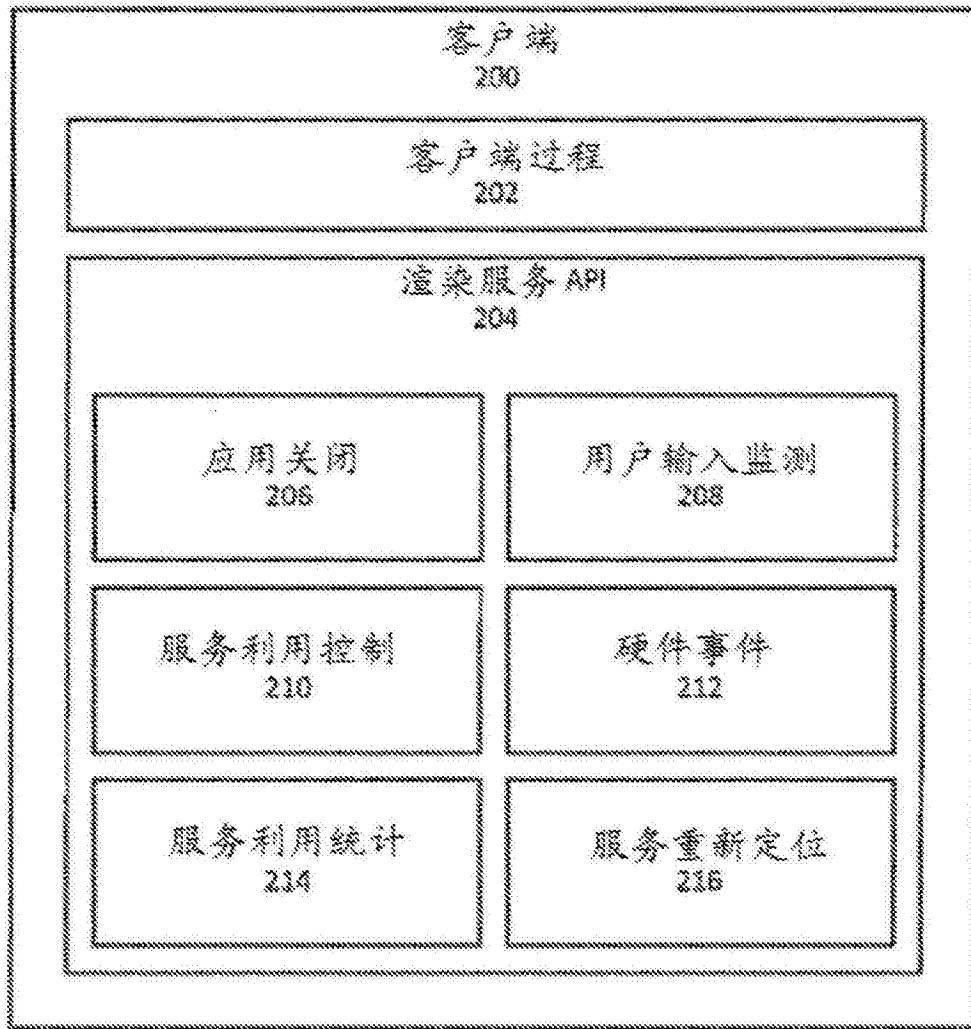 客户端
200
客户端过程
202
渲染服务 API
204
应用关闭
206
用户输入监测
208
服务利用控制
210
硬件事件
212
服务利用统计
214
服务重新定位
216